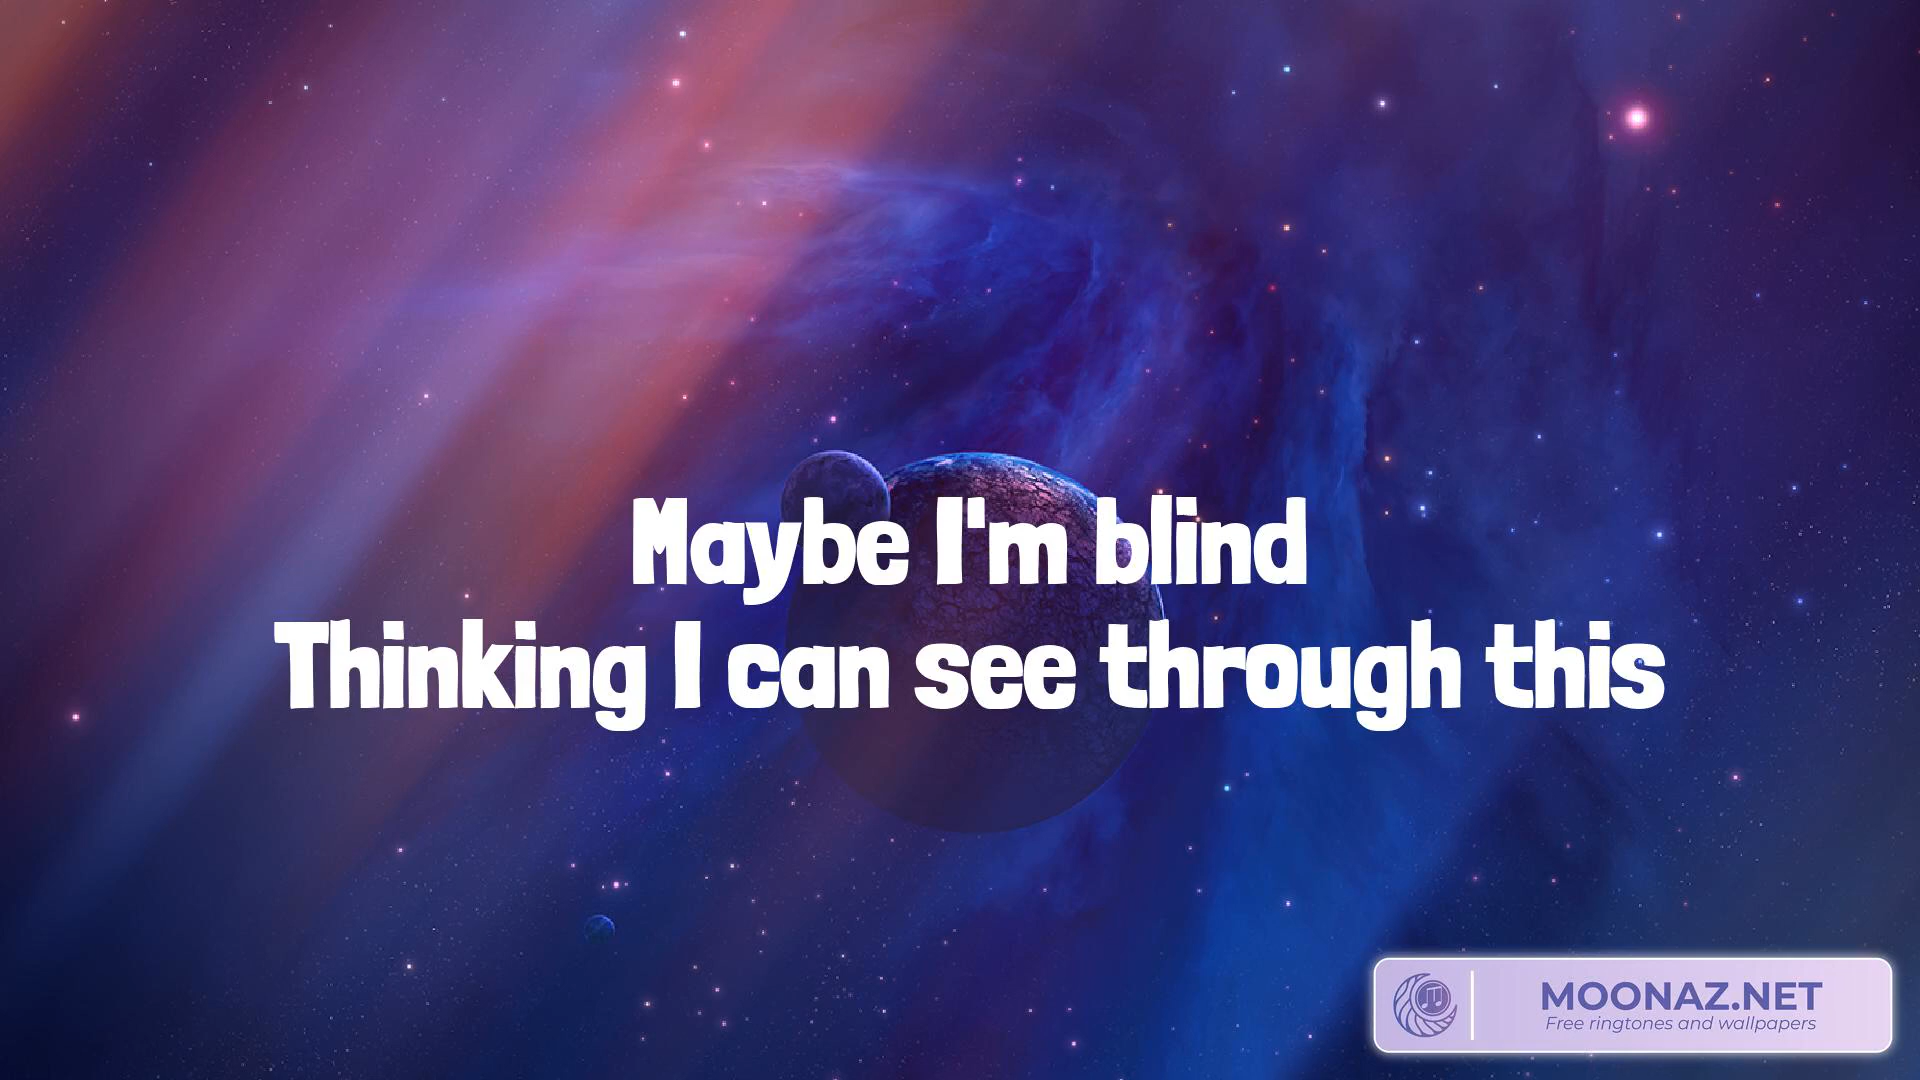 Maybe I'm blind
Thinking I can see through this
MOONAZ.NET
Free ringtones and wallpapers